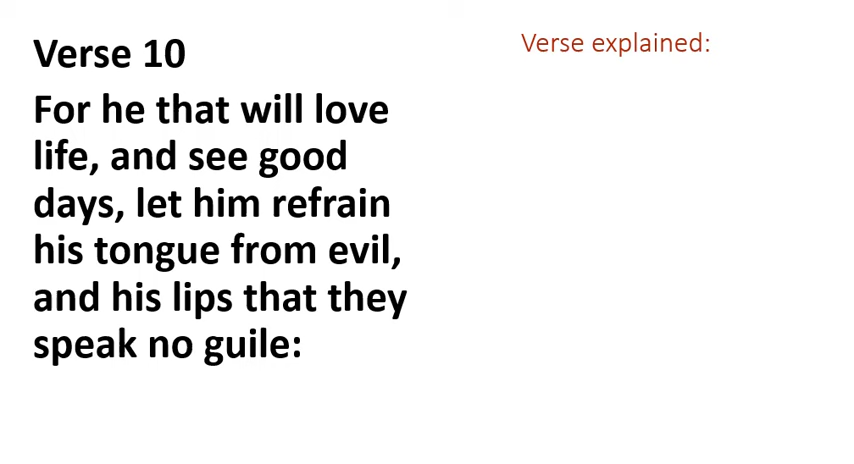 Verse 10
For he that will love
life, and see good
days, let him refrain
his tongue from evil,
and his lips that they
speak no guile:
Verse explained: